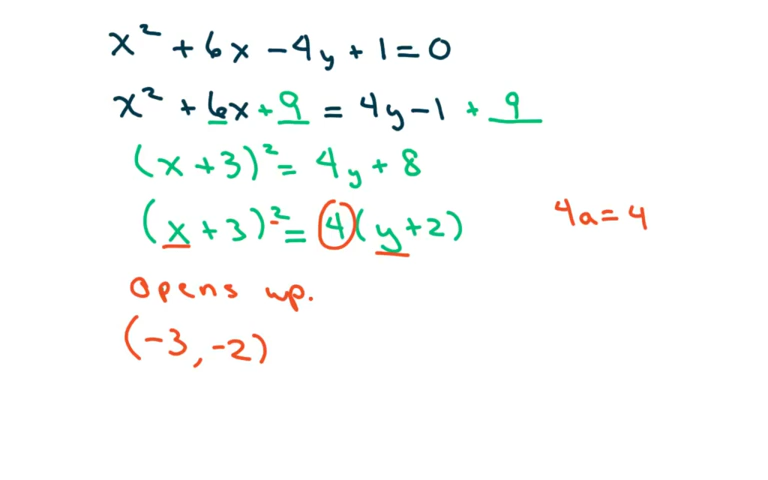 x² + 6x - 4y + 1 = 0
x² + 6x + 9 = 4y - 1 + 9
(x + 3)² = 4y + 8
(x + 3)² = 4(y + 2)
4a = 4
opens up.
(-3, -2)